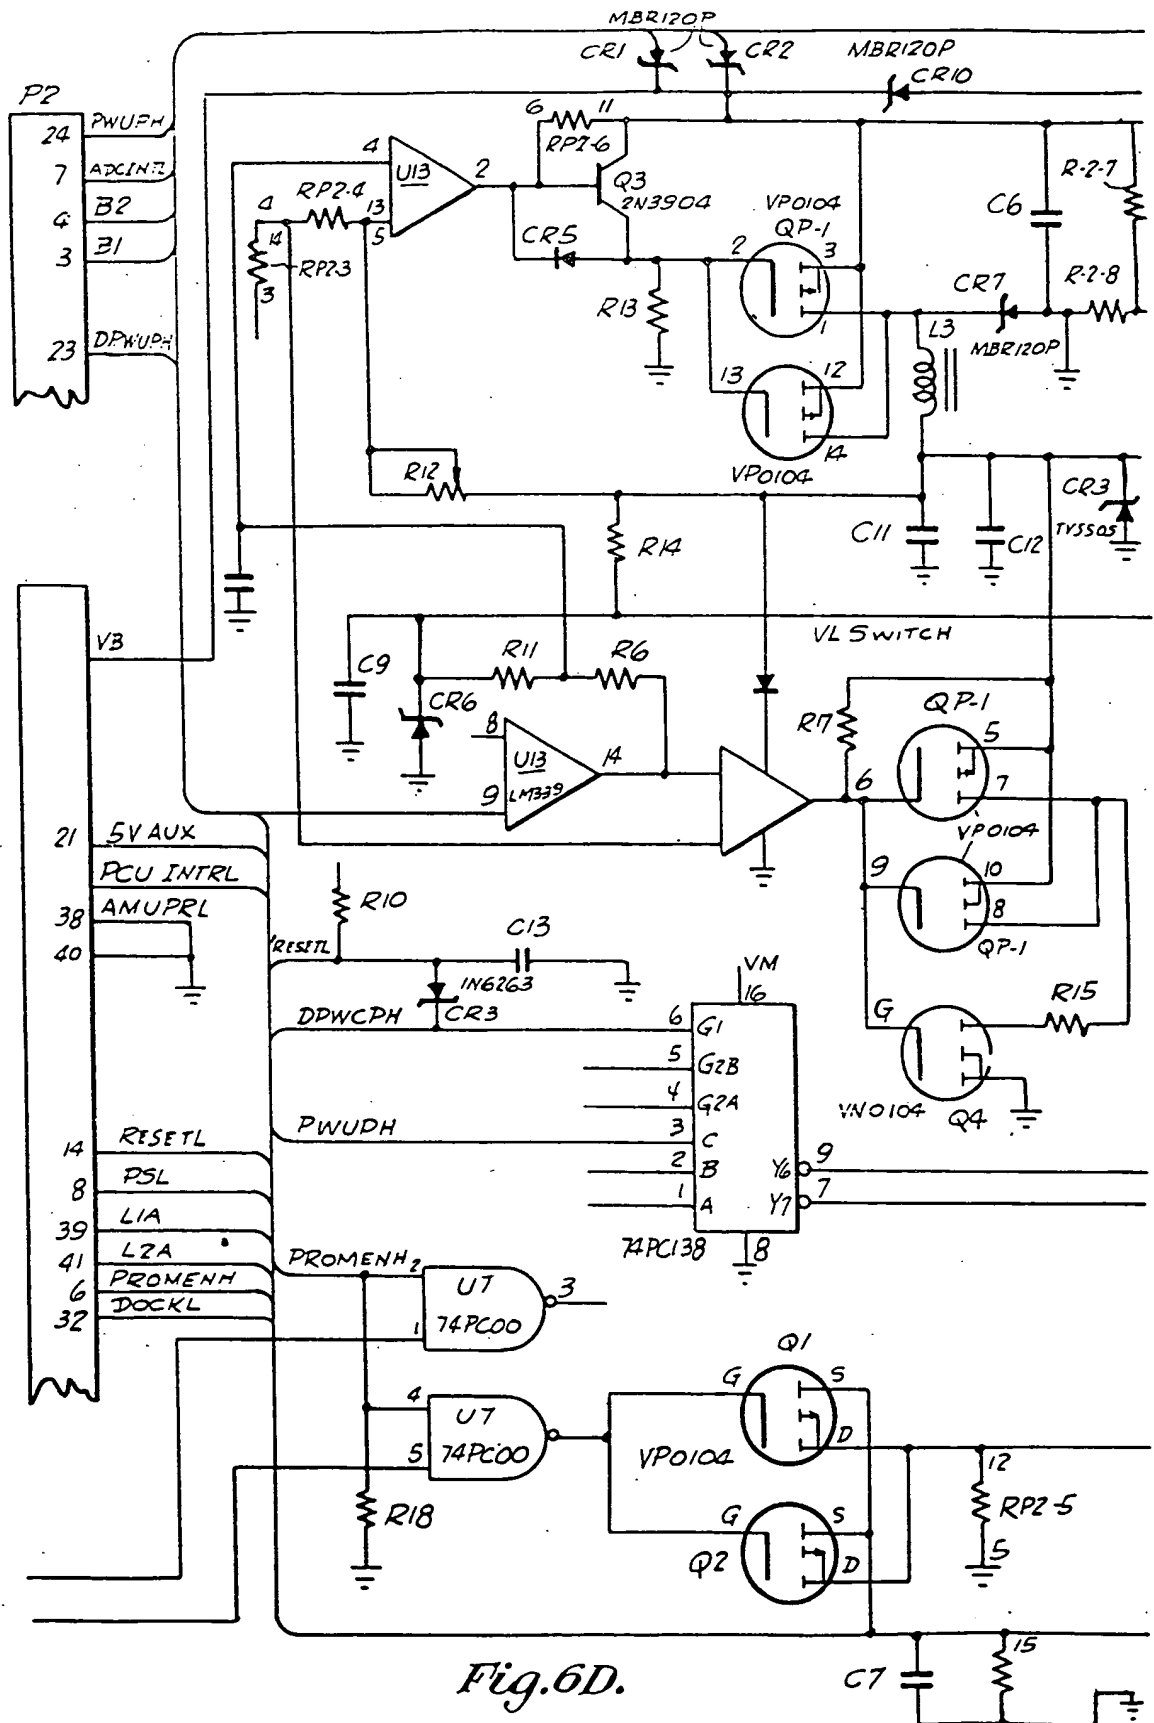 MBR120P
CR1
CR2
MBR120P
CR10
P2
24 PWUPH
7 ADCINTL
4 B2
3 B1
23 DPWUPH
6
11
RP2-6
4
U13
2
Q3
2N3904
RP2-4
13
5
4
14
RP23
3
CR5
R13
VP0104
QP-1
2
3
1
C6
R-2-7
CR7
R-2-8
MBR120P
L3
13
12
14
VP0104
R12
R14
C11
C12
CR3
TVS505
V3
VL SWITCH
C9
R11
R6
CR6
R7
QP-1
8
U13
14
LM339
9
6
5
7
VP0104
9
10
8
QP-1
21 5V AUX
PCU INTRL
38 AMUPRL
40
R10
RESETL
C13
1N6263
CR3
DPWCPH
VM
16
6 G1
5 G2B
4 G2A
PWUDH
3 C
2 B
1 A
Y6 9
Y7 7
74PC138
8
G
R15
VN0104
Q4
14 RESETL
8 PSL
39 L1A
41 L2A
6 PROMENH
32 DOCKL
PROMENH
2
1
U7
74PC00
3
4
5
U7
74PC00
R18
Q1
G
S
D
VP0104
Q2
G
S
D
12
RP2-5
5
15
C7
Fig.6D.